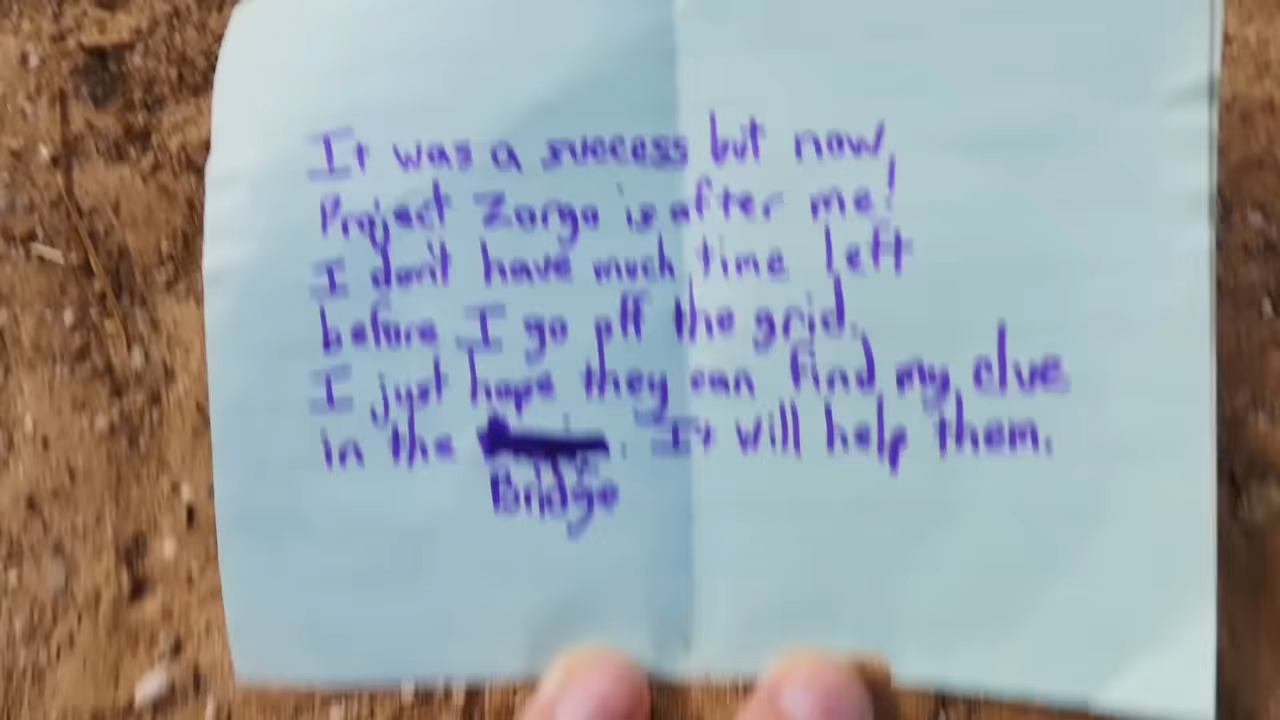 It was a success but now,
Project Zorgo is after me!
I don't have much time left
before I go off the grid.
I just hope they can find my clue
in the . It will help them.
Bridge